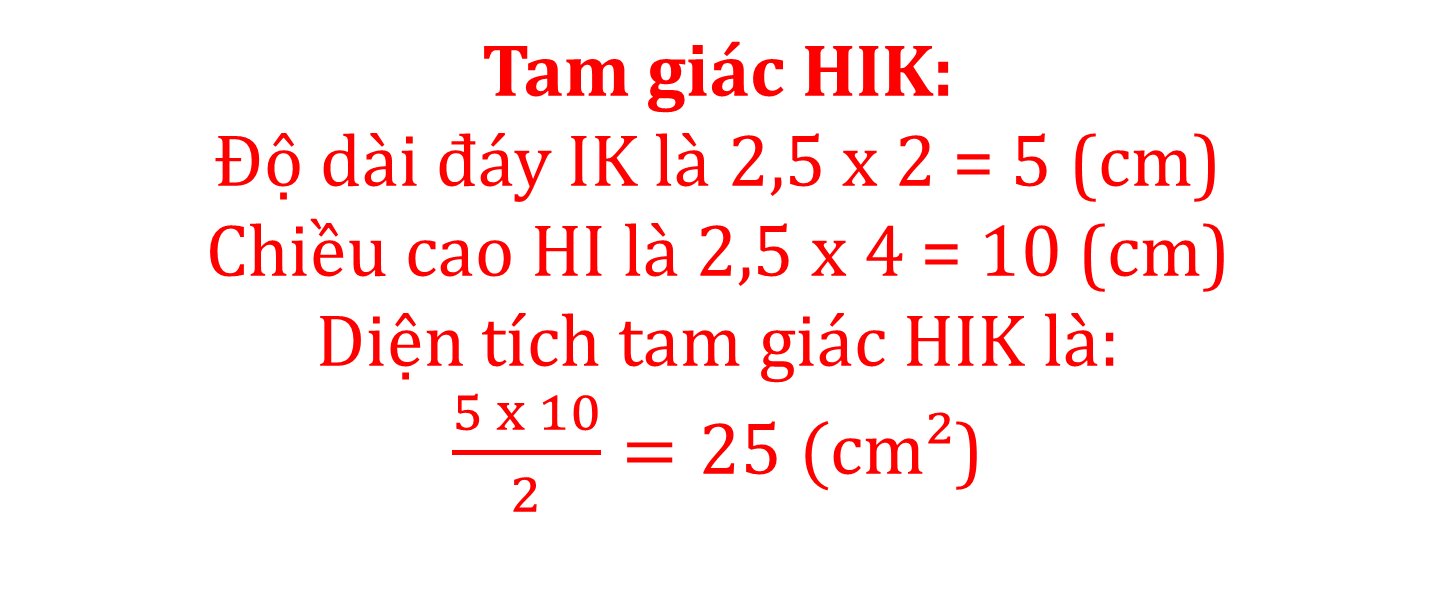 Tam giác HIK:
Độ dài đáy IK là 2,5 x 2 = 5 (cm)
Chiều cao HI là 2,5 x 4 = 10 (cm)
Diện tích tam giác HIK là:
5 x 10
2
= 25 (cm²)